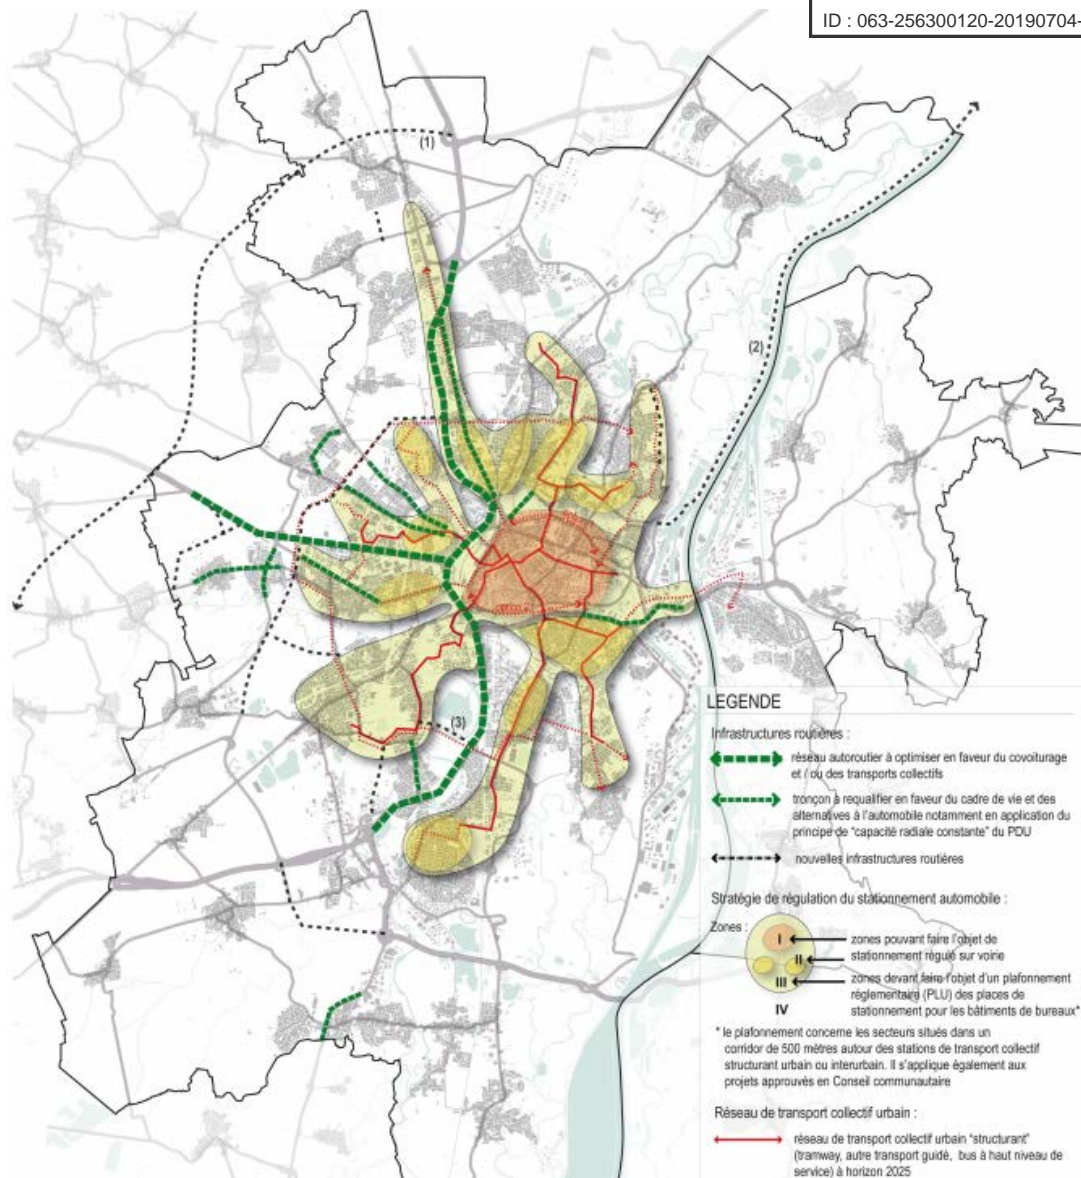 ID : 063-256300120-20190704-
(1)
(2)
(3)
LEGENDE
Infrastructures routières :
réseau autoroutier à optimiser en faveur du covoiturage
et / ou des transports collectifs
tronçon à requalifier en faveur du cadre de vie et des
alternatives à l'automobile notamment en application du
principe de "capacité radiale constante" du PDU
nouvelles infrastructures routières
Stratégie de régulation du stationnement automobile :
Zones :
I
II
III
IV
zones pouvant faire l'objet de
stationnement régulé sur voirie
zones devant faire l'objet d'un plafonnement
réglementaire (PLU) des places de
stationnement pour les bâtiments de bureaux*
* le plafonnement concerne les secteurs situés dans un
corridor de 500 mètres autour des stations de transport collectif
structurant urbain ou interurbain. Il s'applique également aux
projets approuvés en Conseil communautaire
Réseau de transport collectif urbain :
réseau de transport collectif urbain "structurant"
(tramway, autre transport guidé, bus à haut niveau de
service) à horizon 2025